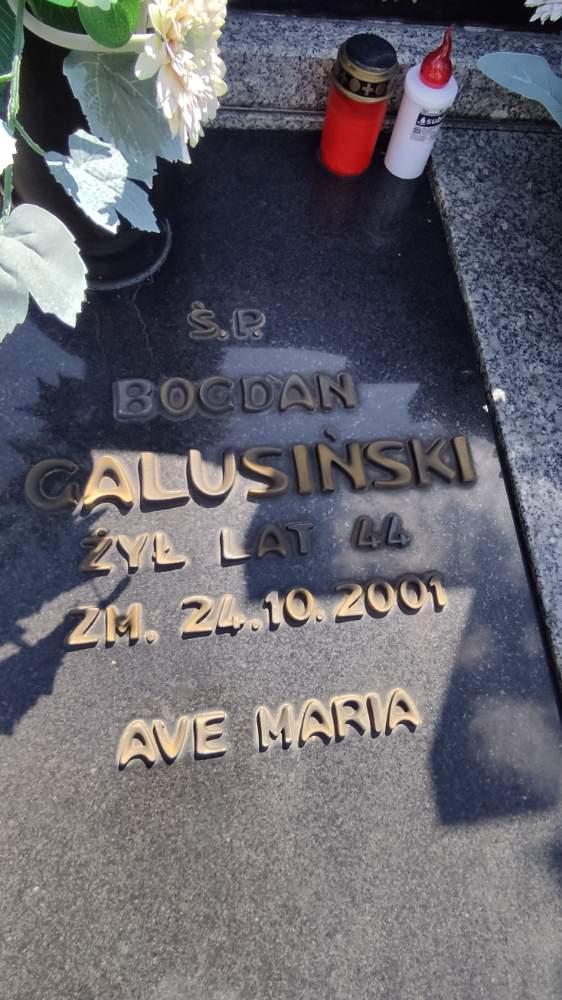 Ś.P.
BOGDAN
GALUSIŃSKI
ŻYŁ LAT 44
ZM. 24.10.2001
AVE MARIA